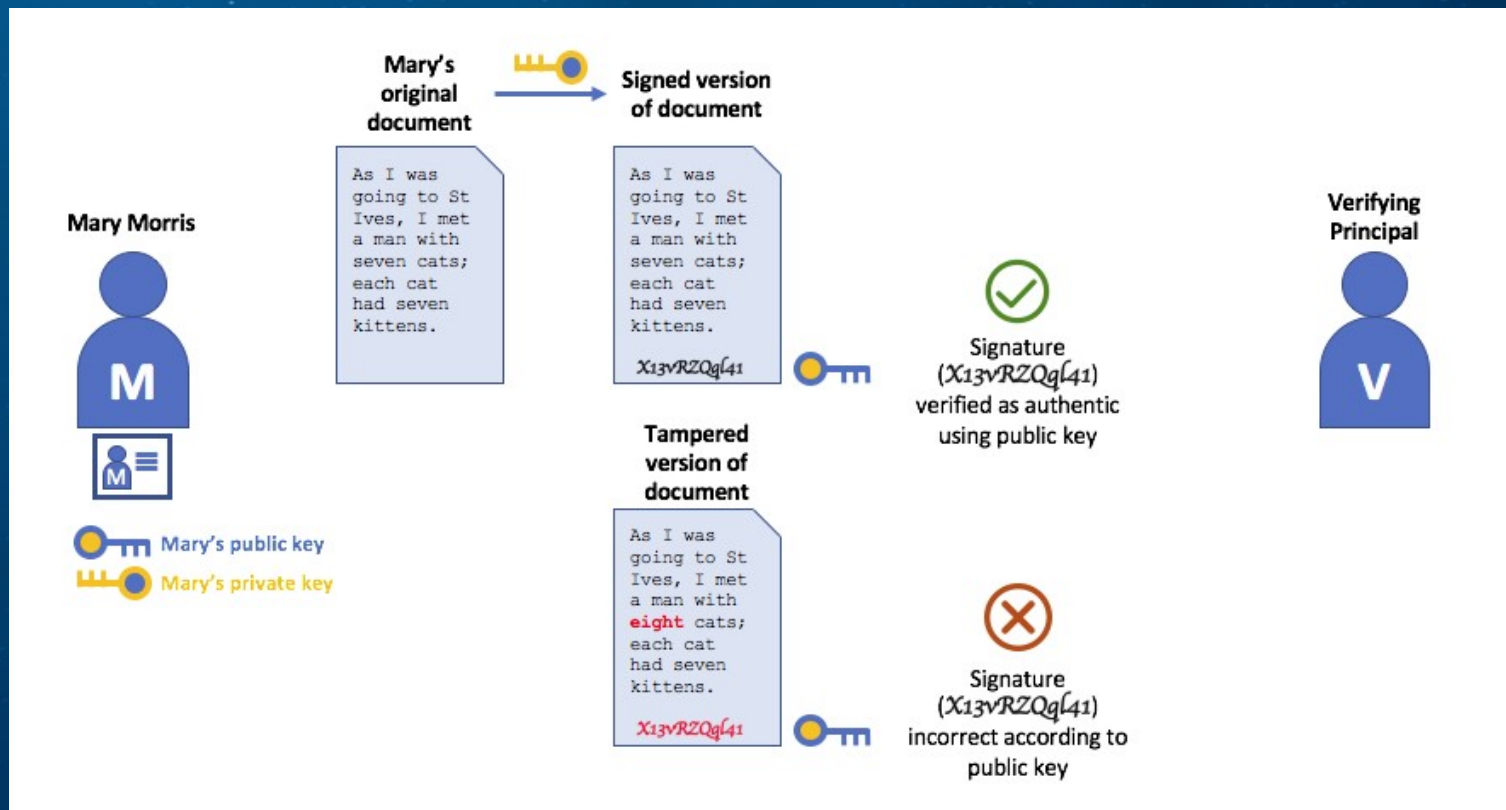 Mary's
original
document
Signed version
of document
As I was
going to St
Ives, I met
a man with
seven cats;
each cat
had seven
kittens.
As I was
going to St
Ives, I met
a man with
seven cats;
each cat
had seven
kittens.
X13vRZQql41
Mary Morris
M
M
Mary's public key
Mary's private key
Signature
(X13vRZQql41)
verified as authentic
using public key
Verifying
Principal
V
Tampered
version of
document
As I was
going to St
Ives, I met
a man with
eight cats;
each cat
had seven
kittens.
X13vRZQql41
Signature
(X13vRZQql41)
incorrect according to
public key